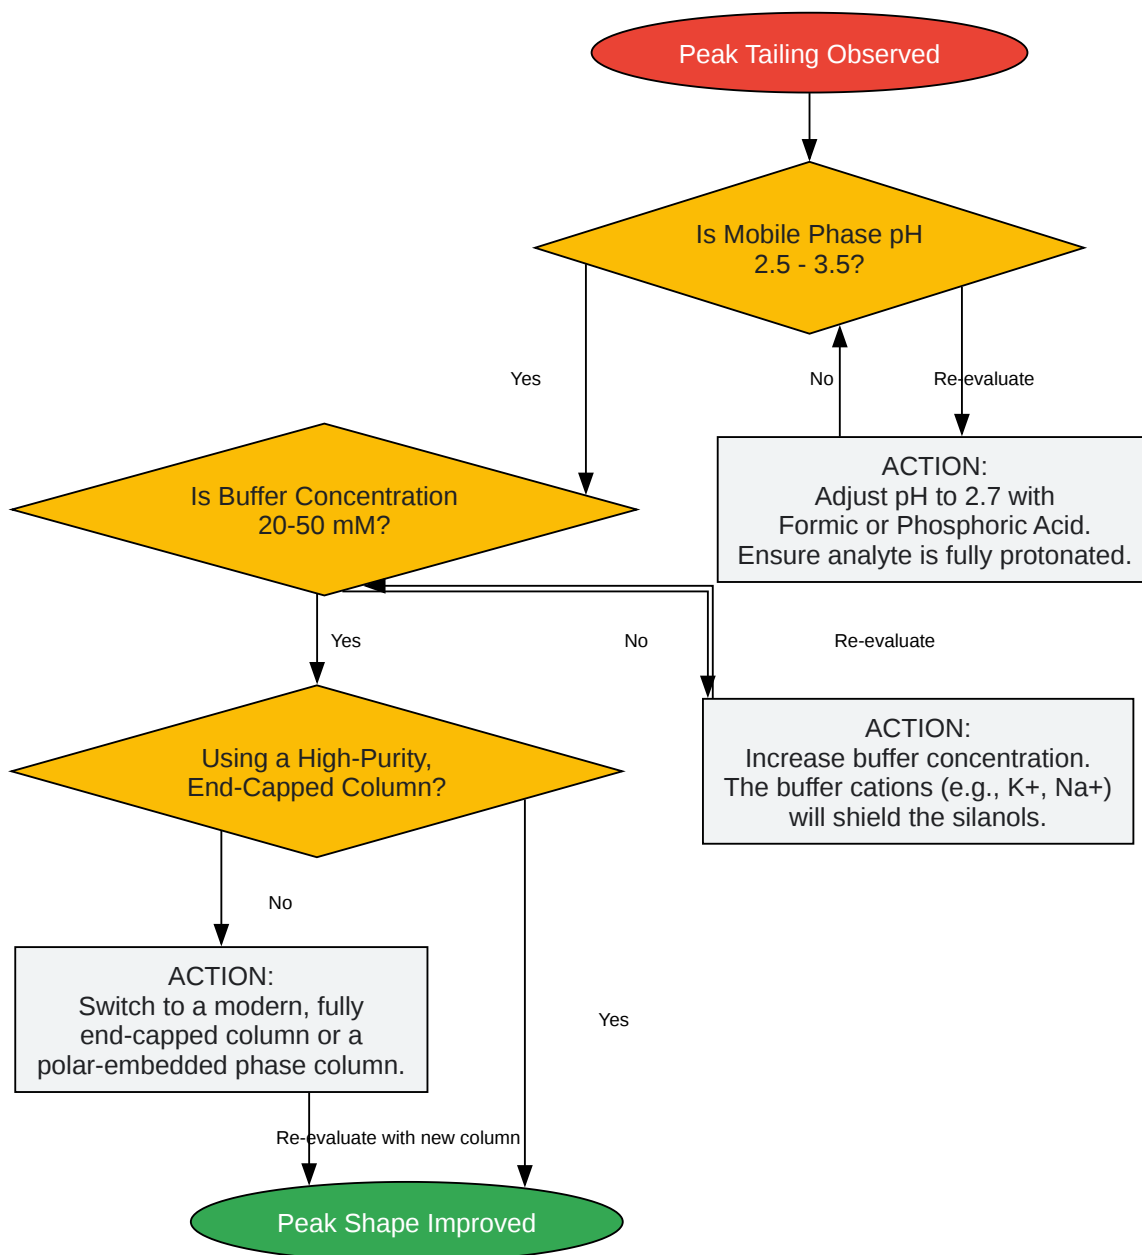 Peak Tailing Observed
Is Mobile Phase pH
2.5 - 3.5?
Yes
No
Re-evaluate
ACTION:
Adjust pH to 2.7 with
Formic or Phosphoric Acid.
Ensure analyte is fully protonated.
Is Buffer Concentration
20-50 mM?
Yes
No
Re-evaluate
ACTION:
Increase buffer concentration.
The buffer cations (e.g., K+, Na+)
will shield the silanols.
Using a High-Purity,
End-Capped Column?
No
Yes
ACTION:
Switch to a modern, fully
end-capped column or a
polar-embedded phase column.
Re-evaluate with new column
Peak Shape Improved